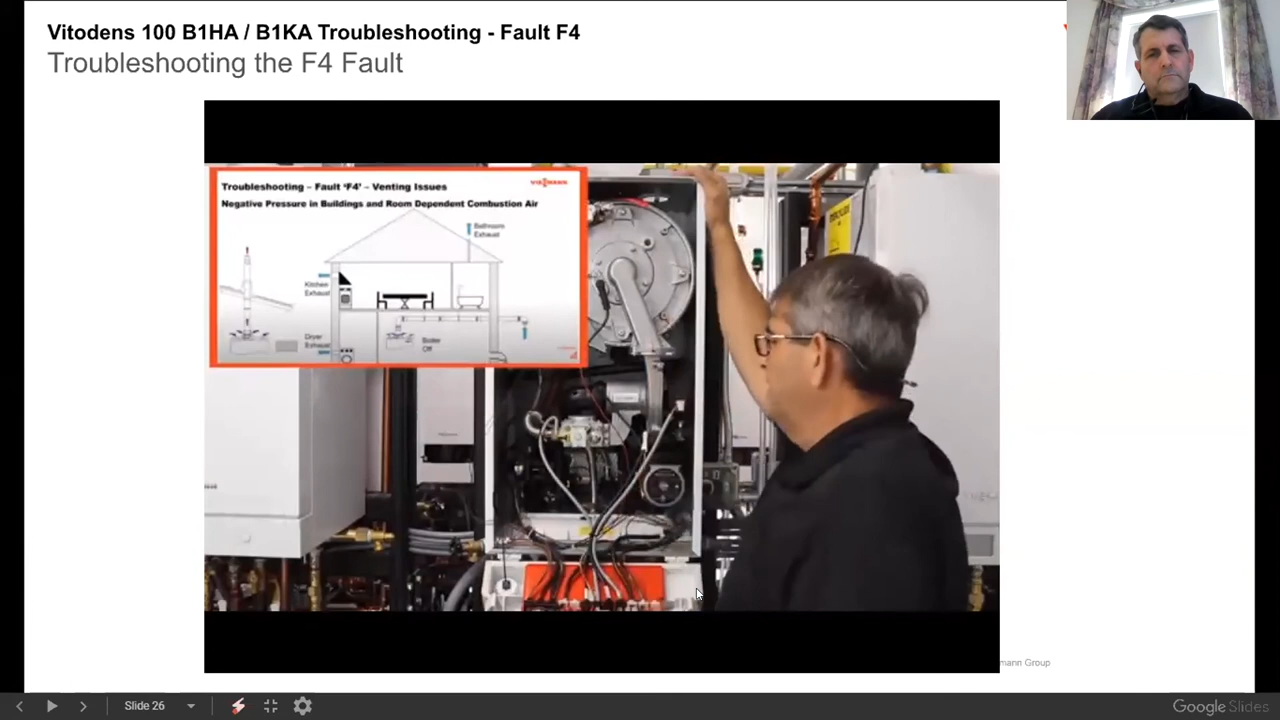 Vitodens 100 B1HA / B1KA Troubleshooting - Fault F4
Troubleshooting the F4 Fault
Troubleshooting – Fault ‘F4’ – Venting Issues
VIESMANN
Negative Pressure in Buildings and Room Dependent Combustion Air
Bathroom
Exhaust
Kitchen
Exhaust
Dryer
Exhaust
Boiler
Off
mann Group
Slide 26
Google Slides